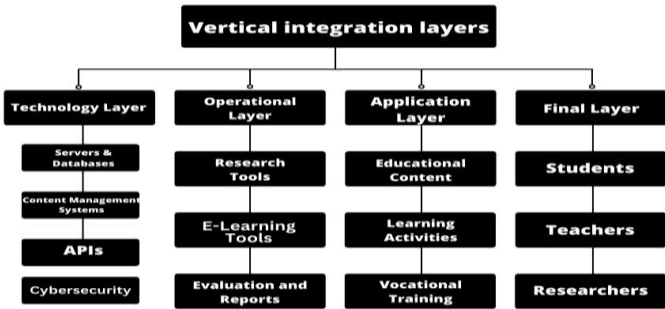 Vertical integration layers
Technology Layer
Servers &
Databases
Content Management
Systems
APIs
Cybersecurity
Operational
Layer
Research
Tools
E-Learning
Tools
Evaluation and
Reports
Application
Layer
Educational
Content
Learning
Activities
Vocational
Training
Final Layer
Students
Teachers
Researchers